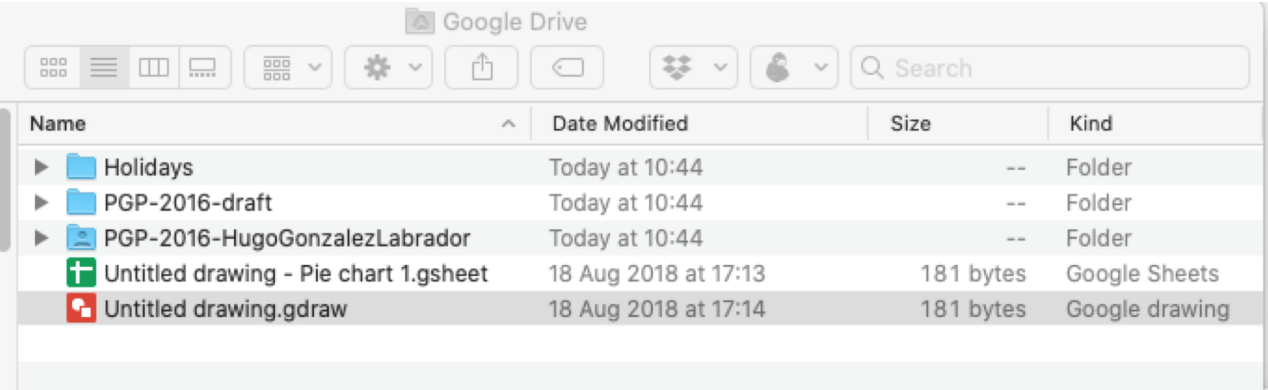 Google Drive
Search
Name Date Modified Size Kind
Holidays Today at 10:44 -- Folder
PGP-2016-draft Today at 10:44 -- Folder
PGP-2016-HugoGonzalezLabrador Today at 10:44 -- Folder
Untitled drawing - Pie chart 1.gsheet 18 Aug 2018 at 17:13 181 bytes Google Sheets
Untitled drawing.gdraw 18 Aug 2018 at 17:14 181 bytes Google drawing